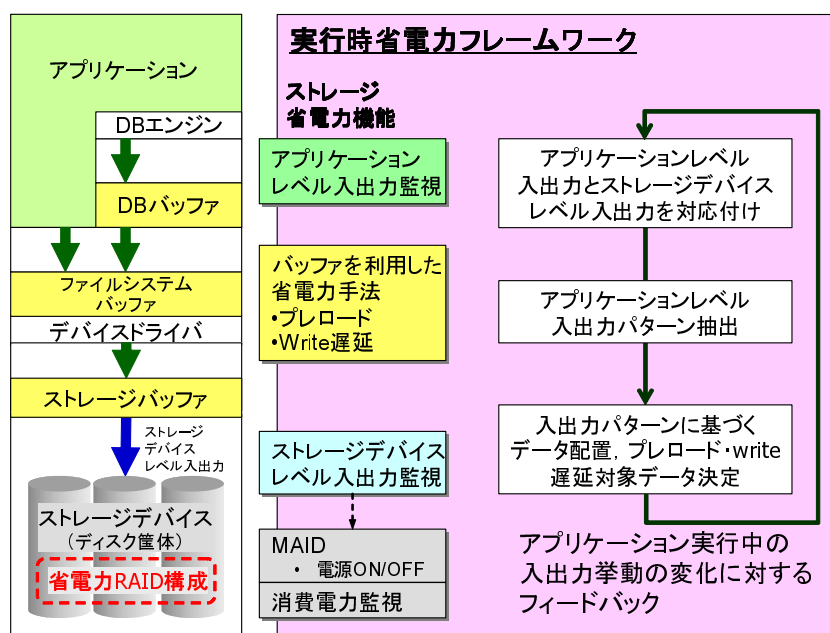 アプリケーション
DBエンジン
DBバッファ
ファイルシステム
バッファ
デバイスドライバ
ストレージバッファ
ストレージ
デバイス
レベル入出力
ストレージデバイス
(ディスク筐体)
省電力RAID構成
実行時省電力フレームワーク
ストレージ
省電力機能
アプリケーション
レベル入出力監視
バッファを利用した
省電力手法
•プレロード
•Write遅延
ストレージデバイス
レベル入出力監視
MAID
• 電源ON/OFF
消費電力監視
アプリケーションレベル
入出力とストレージデバイス
レベル入出力を対応付け
アプリケーションレベル
入出力パターン抽出
入出力パターンに基づく
データ配置，プレロード・write
遅延対象データ決定
アプリケーション実行中の
入出力挙動の変化に対する
フィードバック